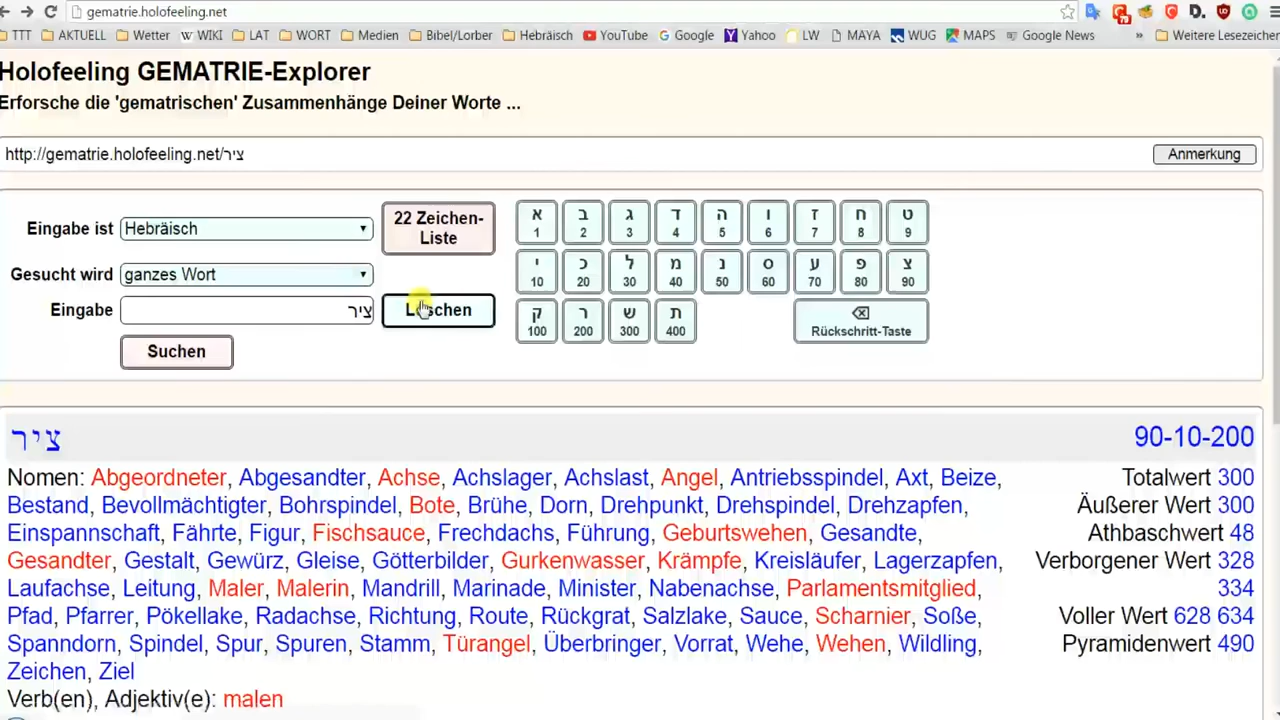 gematrie.holofeeling.net
TTT AKTUELL Wetter WIKI LAT WORT Medien Bibel/Lorber Hebräisch YouTube Google Yahoo LW MAYA WUG MAPS Google News » Weitere Lesezeichen
Holofeeling GEMATRIE-Explorer
Erforsche die 'gematrischen' Zusammenhänge Deiner Worte ...
http://gematrie.holofeeling.net/ציר Anmerkung
Eingabe ist Hebräisch 22 Zeichen-Liste
Gesucht wird ganzes Wort
Eingabe ציר Löschen
Suchen
א ב ג ד ה ו ז ח ט
1 2 3 4 5 6 7 8 9
י כ ל מ נ ס ע פ צ
10 20 30 40 50 60 70 80 90
ק ר ש ת
100 200 300 400 Rückschritt-Taste
ציר 90-10-200
Nomen: Abgeordneter, Abgesandter, Achse, Achslager, Achslast, Angel, Antriebsspindel, Axt, Beize, Totalwert 300
Bestand, Bevollmächtigter, Bohrspindel, Bote, Brühe, Dorn, Drehpunkt, Drehspindel, Drehzapfen, Äußerer Wert 300
Einspannschaft, Fährte, Figur, Fischsauce, Frechdachs, Führung, Geburtswehen, Gesandte, Athbaschwert 48
Gesandter, Gestalt, Gewürz, Gleise, Götterbilder, Gurkenwasser, Krämpfe, Kreisläufer, Lagerzapfen, Verborgener Wert 328
Laufachse, Leitung, Maler, Malerin, Mandrill, Marinade, Minister, Nabenachse, Parlamentsmitglied, 334
Pfad, Pfarrer, Pökellake, Radachse, Richtung, Route, Rückgrat, Salzlake, Sauce, Scharnier, Soße, Voller Wert 628 634
Spanndorn, Spindel, Spur, Spuren, Stamm, Türangel, Überbringer, Vorrat, Wehe, Wehen, Wildling, Pyramidenwert 490
Zeichen, Ziel
Verb(en), Adjektiv(e): malen